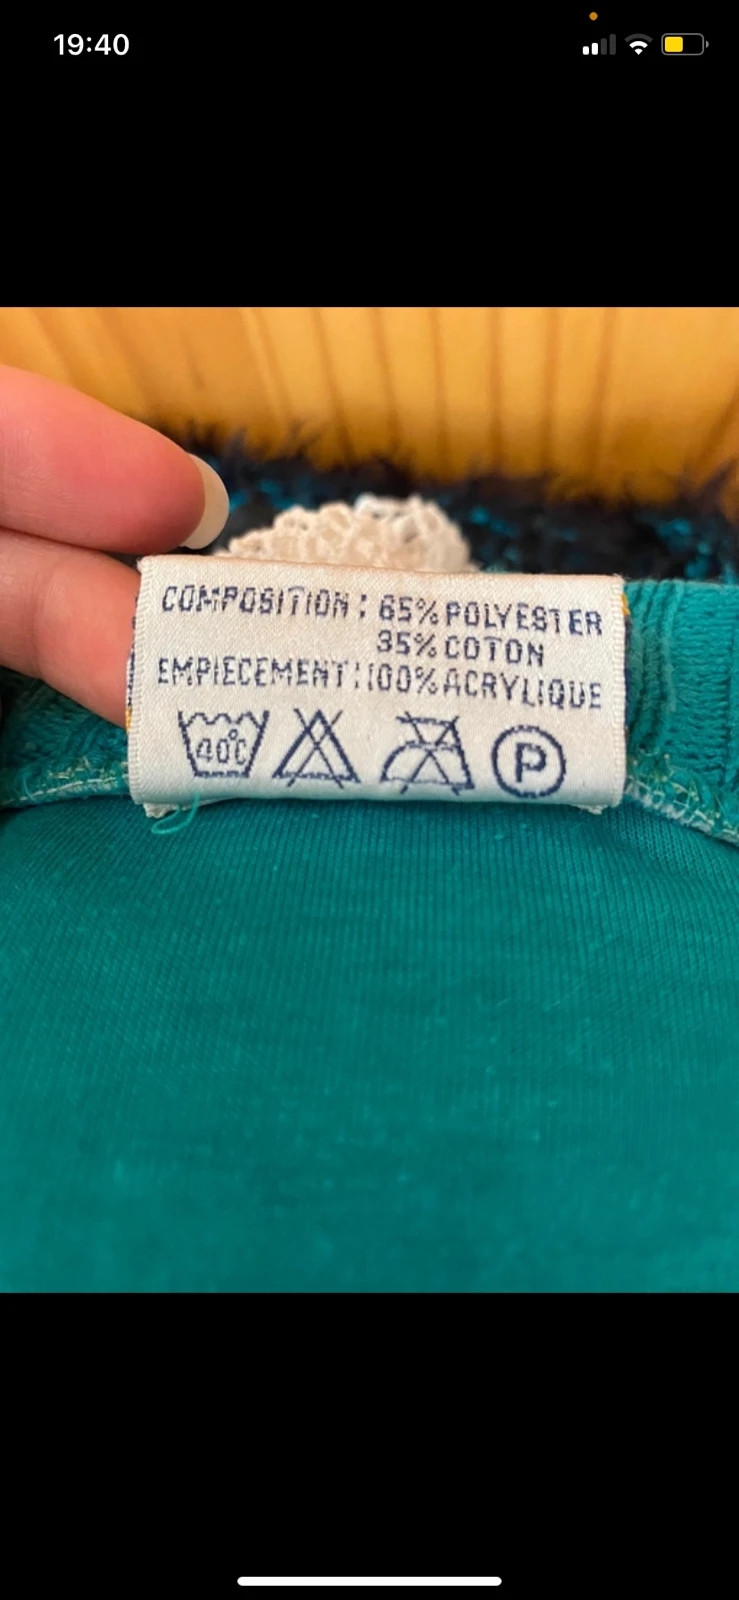 19:40
COMPOSITION : 65% POLYESTER
35% COTON
EMPIECEMENT : 100% ACRYLIQUE
40°C
P